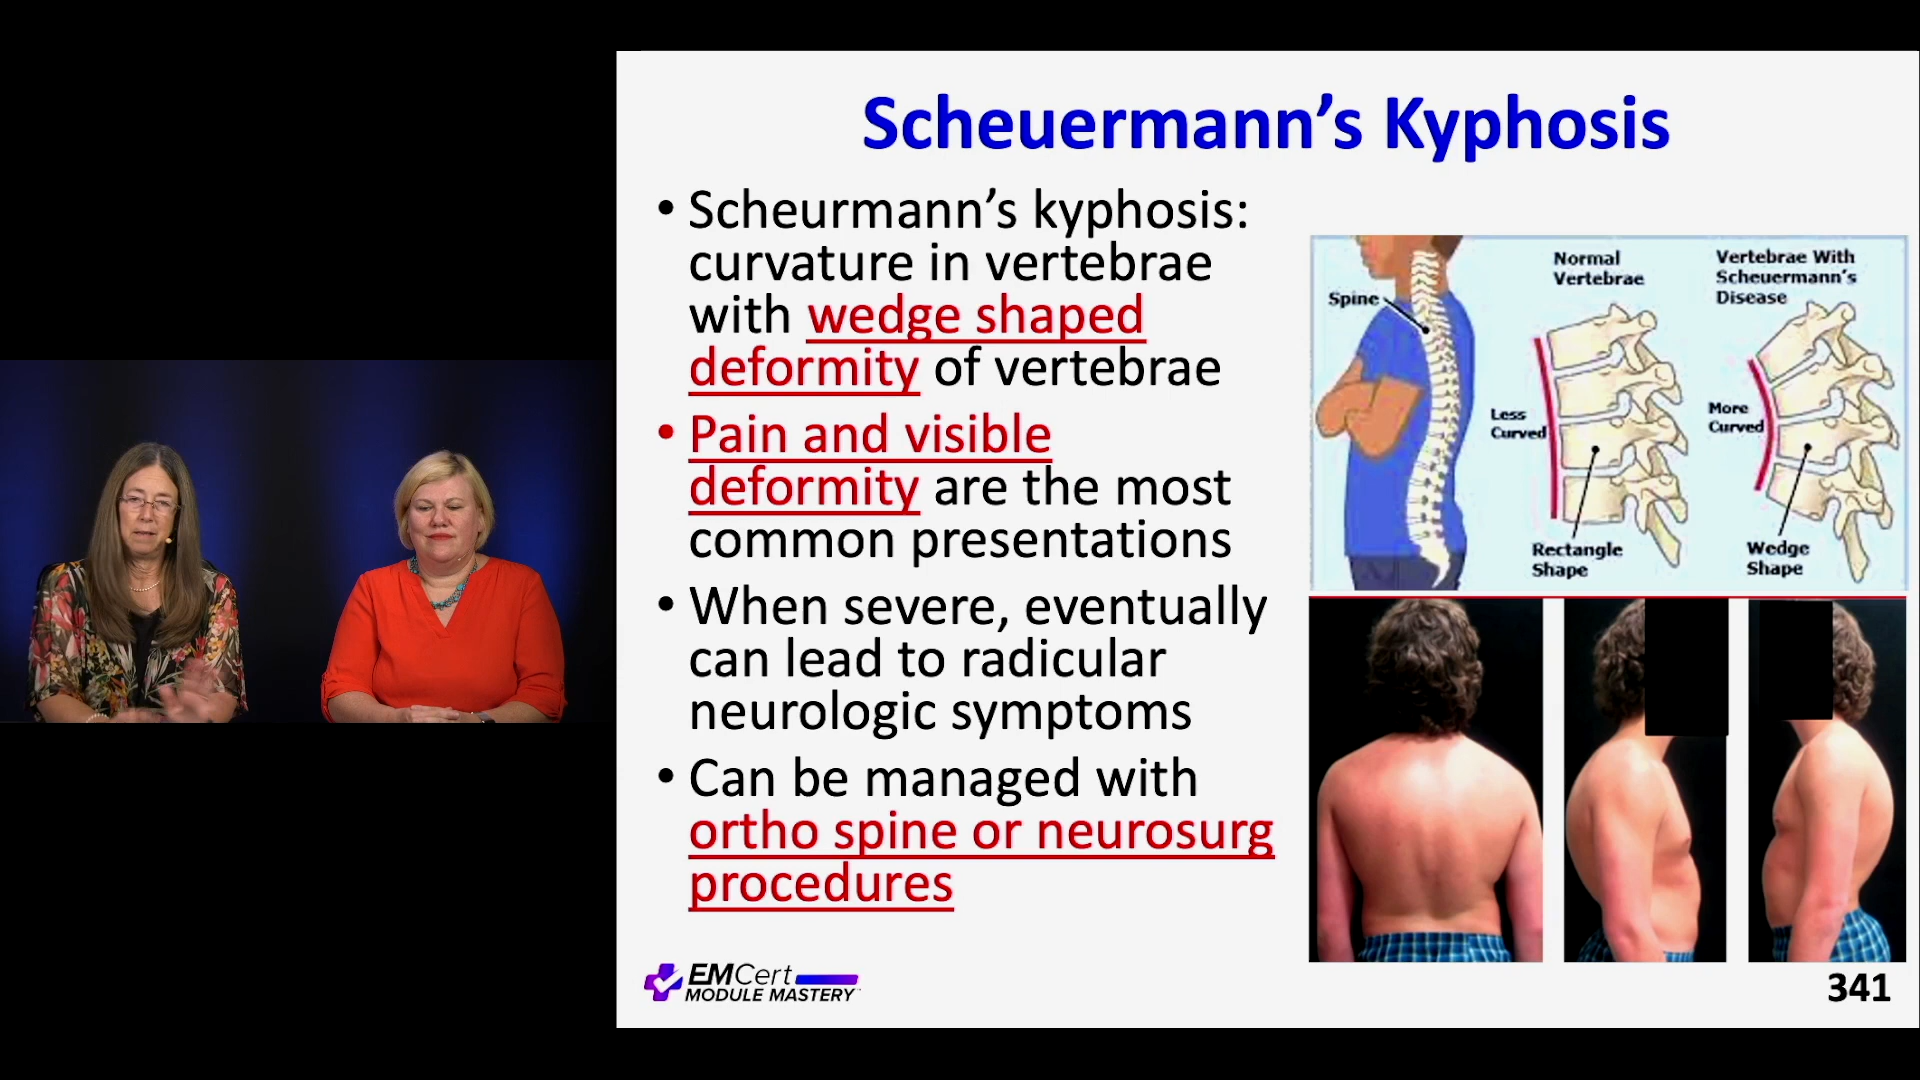 Scheuermann’s Kyphosis
• Scheurmann’s kyphosis:
curvature in vertebrae
with wedge shaped
deformity of vertebrae
• Pain and visible
deformity are the most
common presentations
• When severe, eventually
can lead to radicular
neurologic symptoms
• Can be managed with
ortho spine or neurosurg
procedures
Spine
Normal
Vertebrae
Vertebrae With
Scheuermann's
Disease
Less
Curved
More
Curved
Rectangle
Shape
Wedge
Shape
EMCert
MODULE MASTERY
341